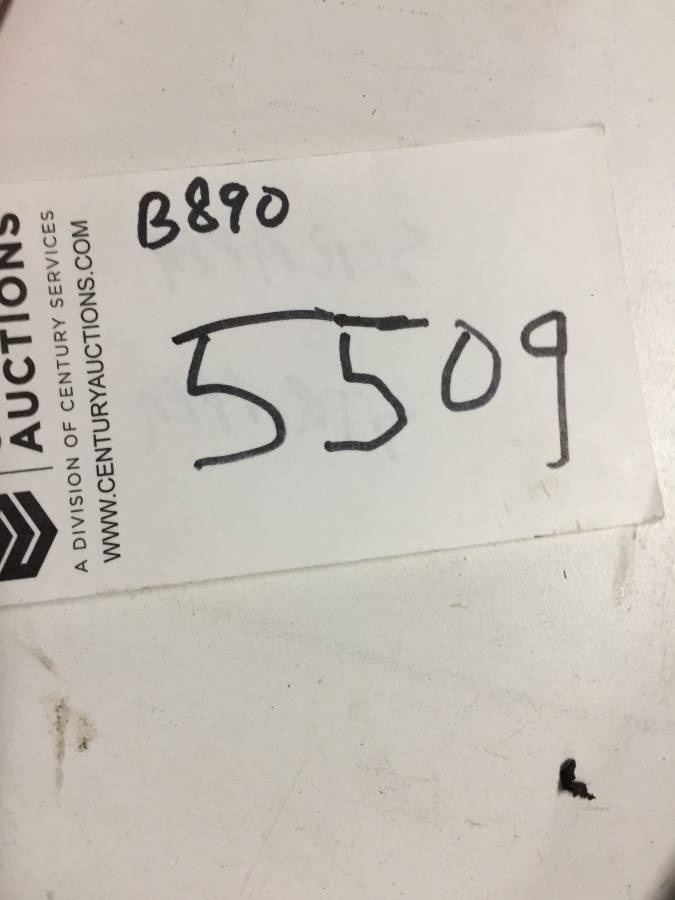 AUCTIONS
A DIVISION OF CENTURY SERVICES
WWW.CENTURYAUCTIONS.COM
B890
5509